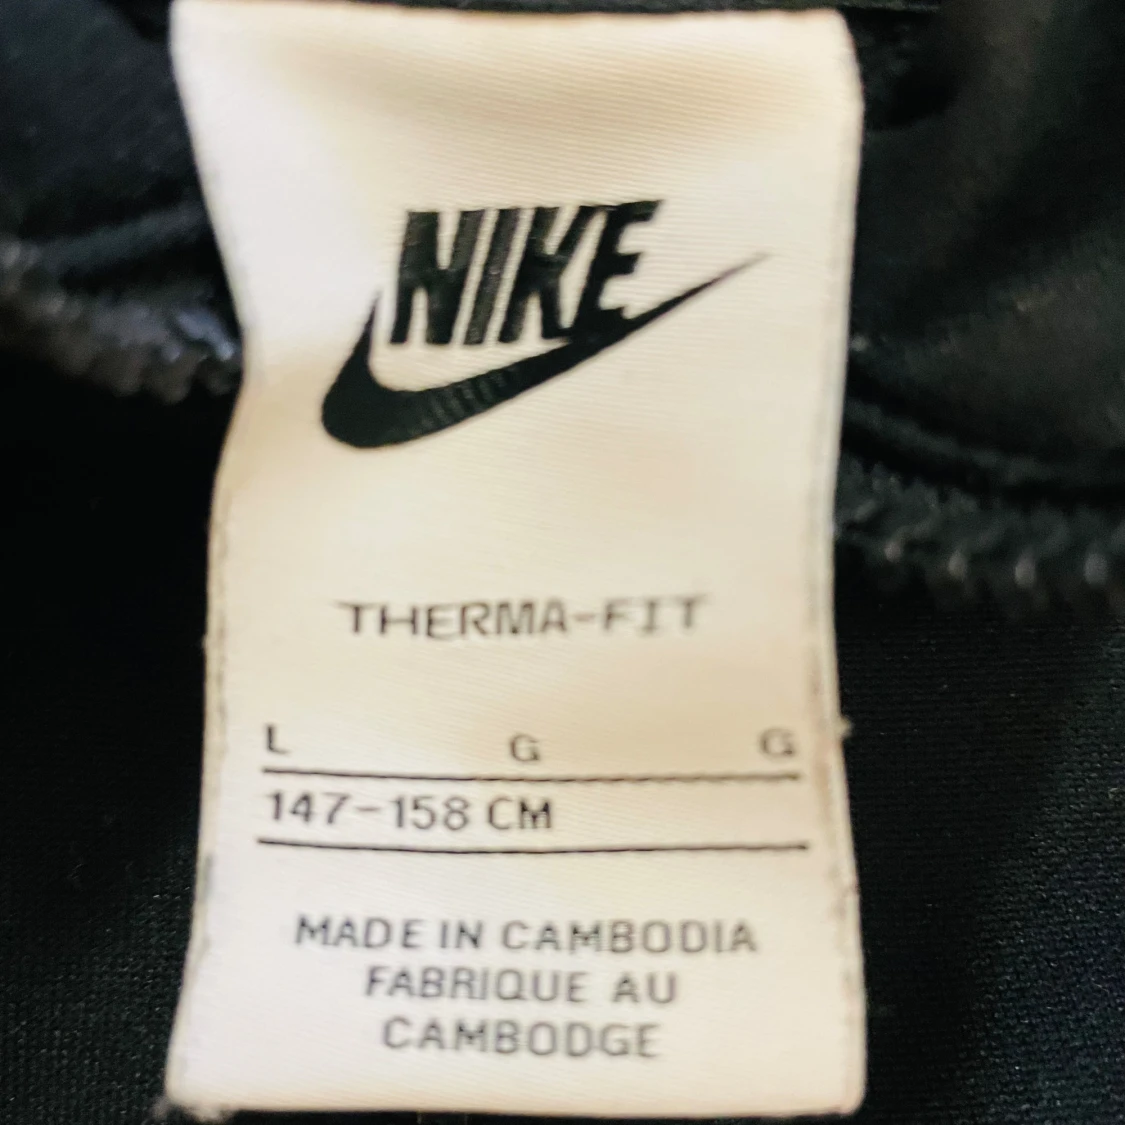 NIKE
THERMA-FIT
L G G
147-158 CM
MADE IN CAMBODIA
FABRIQUE AU
CAMBODGE